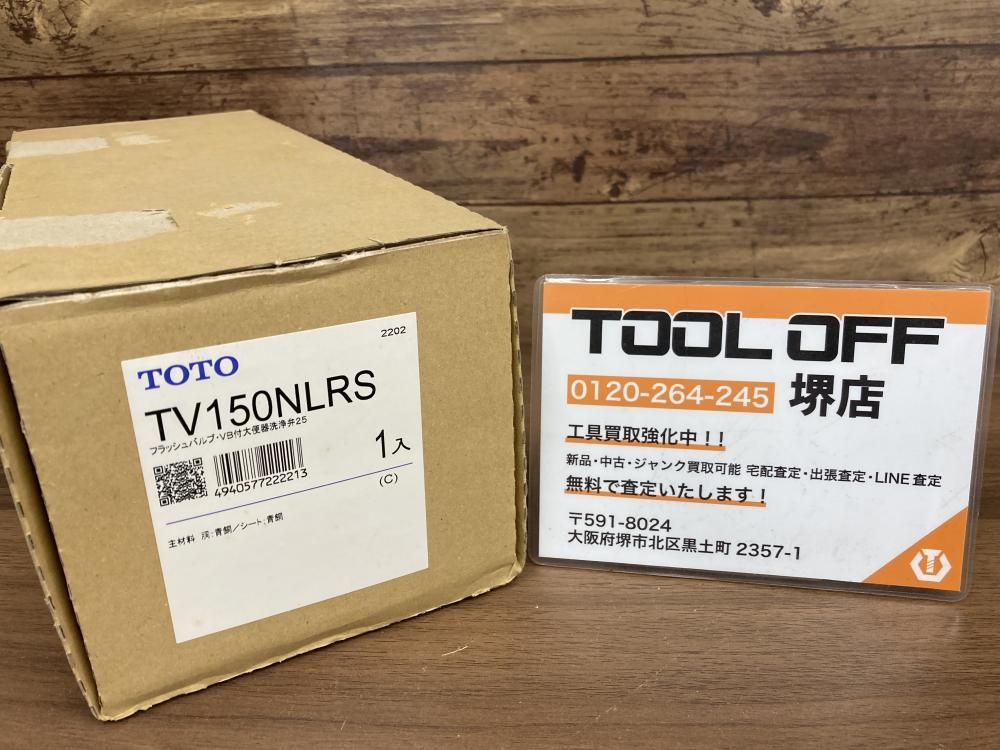 2202
TOTO
TV150NLRS
フラッシュバルブ・VB付大便器洗浄弁25
1入
4940577222213
(C)
主材料 渓:青銅/シート:青銅
TOOL OFF
0120-264-245 堺店
工具買取強化中!!
新品・中古・ジャンク買取可能 宅配査定・出張査定・LINE査定
無料で査定いたします!
〒591-8024
大阪府堺市北区黒土町 2357-1